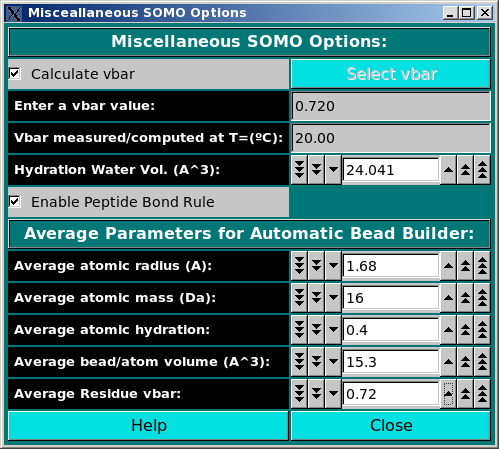 Misceallaneous SOMO Options
Miscellaneous SOMO Options:
Calculate vbar
Select vbar
Enter a vbar value:
0.720
Vbar measured/computed at T=(ºC):
20.00
Hydration Water Vol. (A^3):
24.041
Enable Peptide Bond Rule
Average Parameters for Automatic Bead Builder:
Average atomic radius (A):
1.68
Average atomic mass (Da):
16
Average atomic hydration:
0.4
Average bead/atom volume (A^3):
15.3
Average Residue vbar:
0.72
Help
Close